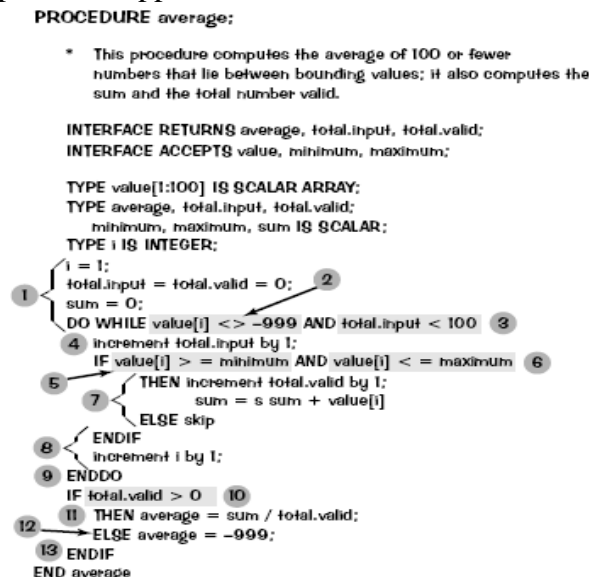 PROCEDURE average;
* This procedure computes the average of 100 or fewer
numbers that lie between bounding values; it also computes the
sum and the total number valid.
INTERFACE RETURNS average, total.input, total.valid;
INTERFACE ACCEPTS value, minimum, maximum;
TYPE value[1:100] IS SCALAR ARRAY;
TYPE average, total.input, total.valid;
minimum, maximum, sum IS SCALAR;
TYPE i IS INTEGER;
i = 1;
1 total.input = total.valid = 0; 2
sum = 0;
DO WHILE value[i] <> -999 AND total.input < 100 3
4 increment total.input by 1;
IF value[i] > = minimum AND value[i] < = maximum 6
5 THEN increment total.valid by 1;
7 sum = s sum + value[i]
ELSE skip
8 ENDIF
increment i by 1;
9 ENDDO
IF total.valid > 0 10
11 THEN average = sum / total.valid;
12 ELSE average = -999;
13 ENDIF
END average